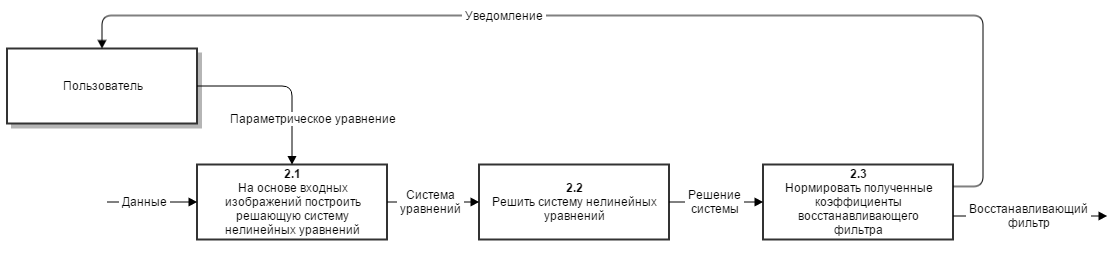 Уведомление
Пользователь
Параметрическое уравнение
Данные
2.1
На основе входных
изображений построить
решающую систему
нелинейных уравнений
Система
уравнений
2.2
Решить систему нелинейных
уравнений
Решение
системы
2.3
Нормировать полученные
коэффициенты
восстанавливающего
фильтра
Восстанавливающий
фильтр